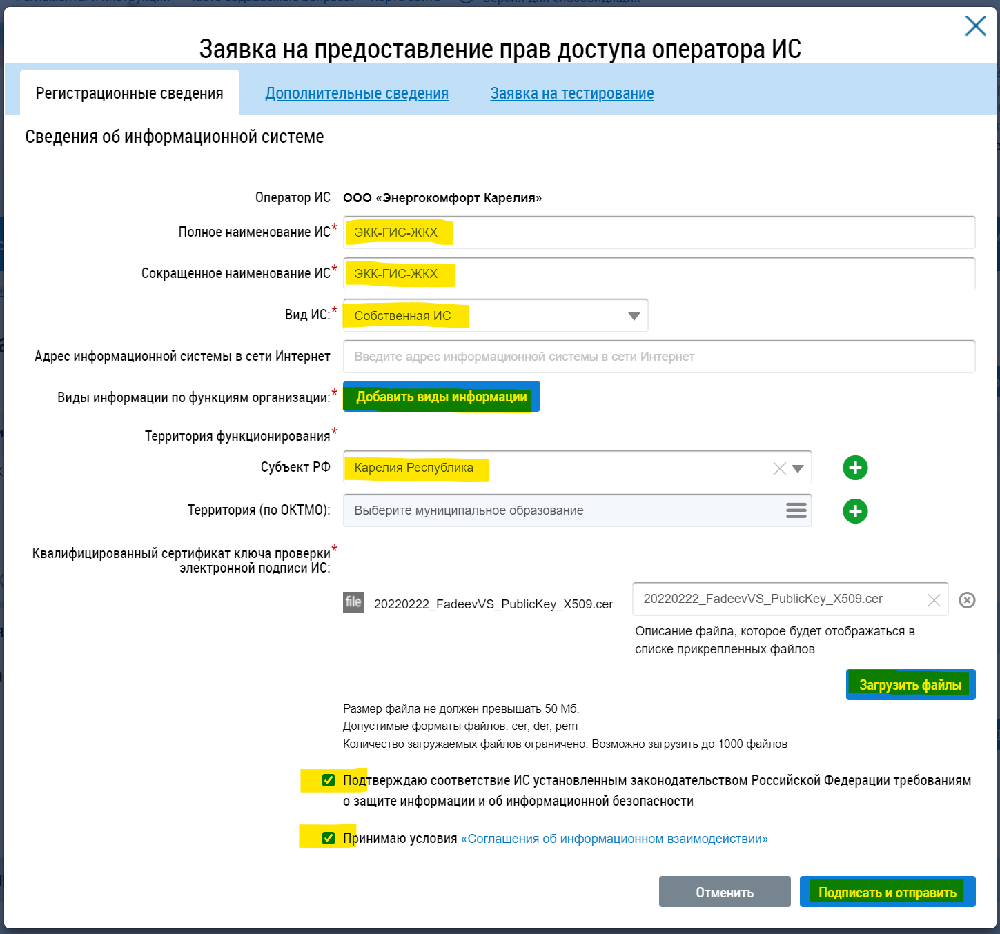 Заявка на предоставление прав доступа оператора ИС
Регистрационные сведения
Дополнительные сведения
Заявка на тестирование
Сведения об информационной системе
Оператор ИС ООО «Энергокомфорт Карелия»
Полное наименование ИС* ЭКК-ГИС-ЖКХ
Сокращенное наименование ИС* ЭКК-ГИС-ЖКХ
Вид ИС:* Собственная ИС
Адрес информационной системы в сети Интернет Введите адрес информационной системы в сети Интернет
Виды информации по функциям организации:* Добавить виды информации
Территория функционирования*
Субъект РФ Карелия Республика
Территория (по ОКТМО): Выберите муниципальное образование
Квалифицированный сертификат ключа проверки*
электронной подписи ИС:
file 20220222_FadeevVS_PublicKey_X509.cer 20220222_FadeevVS_PublicKey_X509.cer
Описание файла, которое будет отображаться в
списке прикрепленных файлов
Загрузить файлы
Размер файла не должен превышать 50 Мб.
Допустимые форматы файлов: cer, der, pem
Количество загружаемых файлов ограничено. Возможно загрузить до 1000 файлов
Подтверждаю соответствие ИС установленным законодательством Российской Федерации требованиям
о защите информации и об информационной безопасности
Принимаю условия «Соглашения об информационном взаимодействии»
Отменить
Подписать и отправить